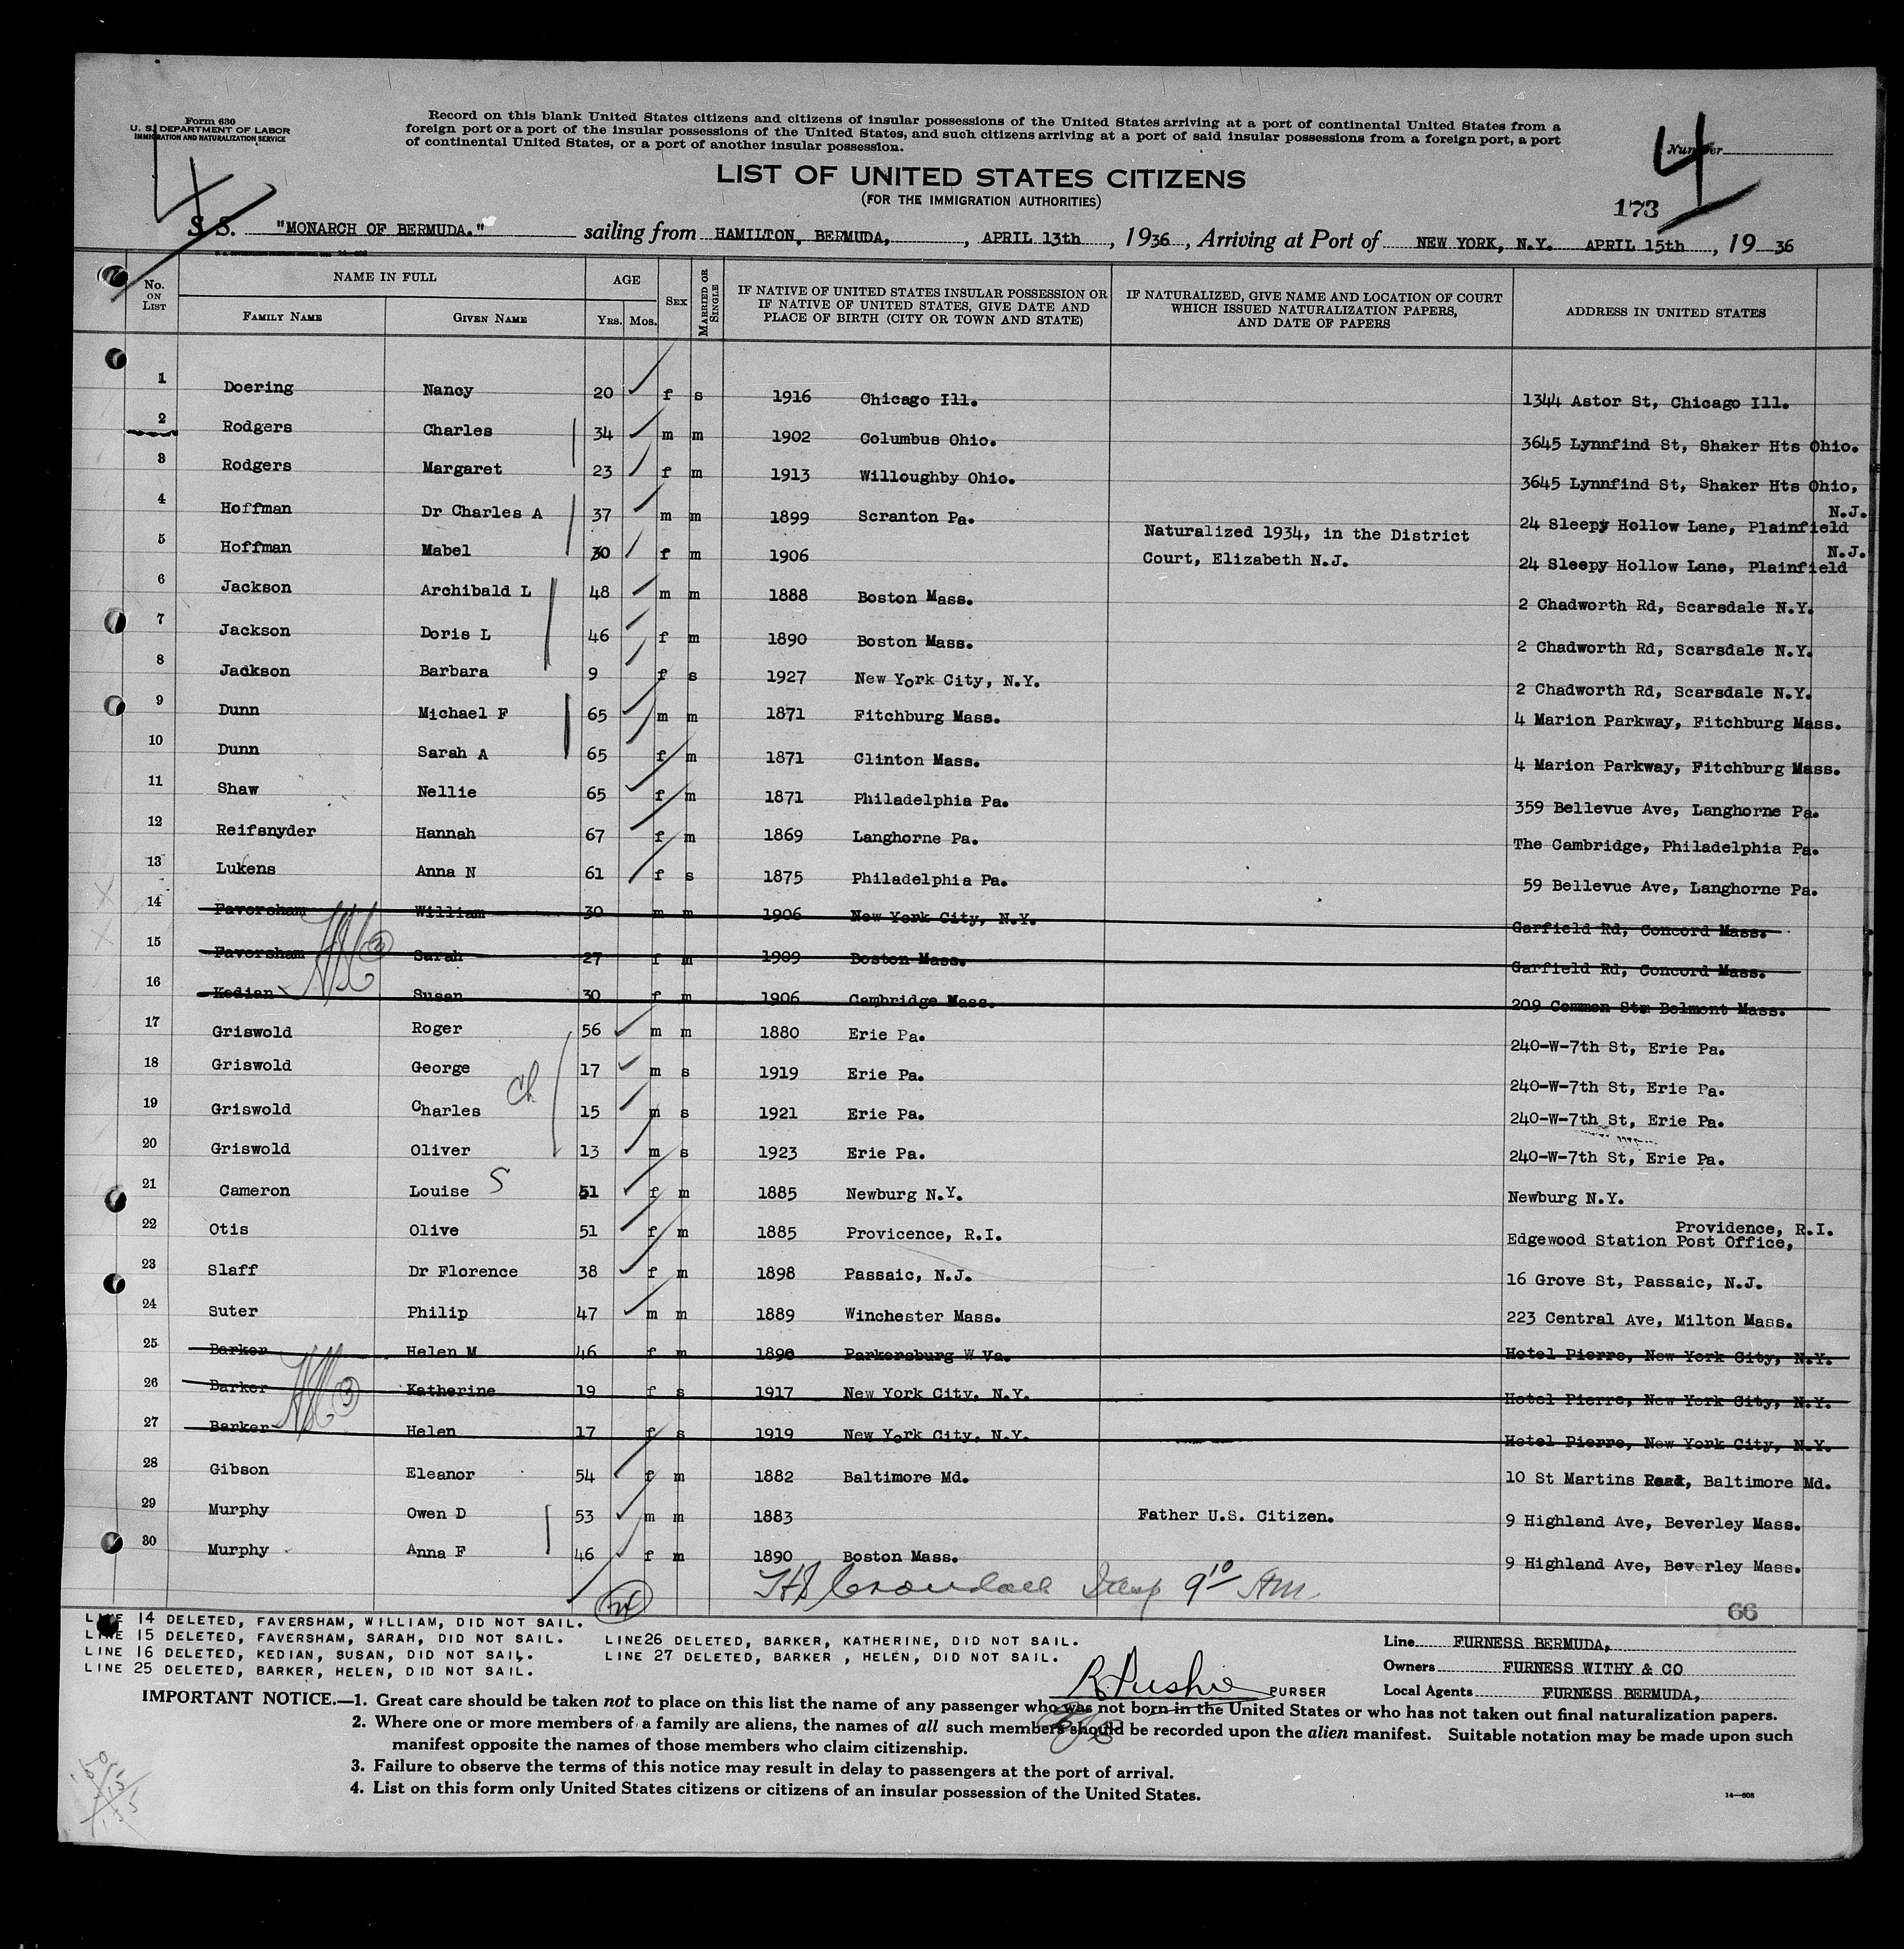 Form 630
U. S. DEPARTMENT OF LABOR
IMMIGRATION AND NATURALIZATION SERVICE
Record on this blank United States citizens and citizens of insular possessions of the United States arriving at a port of continental United States from a
foreign port or a port of the insular possessions of the United States, and such citizens arriving at a port of said insular possessions from a foreign port, a port
of continental United States, or a port of another insular possession.
4
4
Number
LIST OF UNITED STATES CITIZENS
(FOR THE IMMIGRATION AUTHORITIES)
173
S. S. "MONARCH OF BERMUDA." sailing from HAMILTON, BERMUDA, , APRIL 13th , 1936 , Arriving at Port of NEW YORK, N.Y. APRIL 15th , 19 36
No. ON LIST NAME IN FULL FAMILY NAME GIVEN NAME AGE YRS. MOS. SEX MARRIED OR SINGLE IF NATIVE OF UNITED STATES INSULAR POSSESSION OR IF NATIVE OF UNITED STATES, GIVE DATE AND PLACE OF BIRTH (CITY OR TOWN AND STATE) IF NATURALIZED, GIVE NAME AND LOCATION OF COURT WHICH ISSUED NATURALIZATION PAPERS, AND DATE OF PAPERS ADDRESS IN UNITED STATES
1 Doering Nancy 20 f s 1916 Chicago Ill. 1344 Astor St, Chicago Ill.
2 Rodgers Charles 34 m m 1902 Columbus Ohio. 3645 Lynnfind St, Shaker Hts Ohio.
3 Rodgers Margaret 23 f m 1913 Willoughby Ohio. 3645 Lynnfind St, Shaker Hts Ohio,
4 Hoffman Dr Charles A 37 m m 1899 Scranton Pa. 24 Sleepy Hollow Lane, Plainfield N.J.
5 Hoffman Mabel 30 f m 1906 Naturalized 1934, in the District Court, Elizabeth N.J. 24 Sleepy Hollow Lane, Plainfield N.J.
6 Jackson Archibald L 48 m m 1888 Boston Mass. 2 Chadworth Rd, Scarsdale N.Y.
7 Jackson Doris L 46 f m 1890 Boston Mass. 2 Chadworth Rd, Scarsdale N.Y.
8 Jackson Barbara 9 f s 1927 New York City, N.Y. 2 Chadworth Rd, Scarsdale N.Y.
9 Dunn Michael F 65 m m 1871 Fitchburg Mass. 4 Marion Parkway, Fitchburg Mass.
10 Dunn Sarah A 65 f m 1871 Clinton Mass. 4 Marion Parkway, Fitchburg Mass.
11 Shaw Nellie 65 f m 1871 Philadelphia Pa. 359 Bellevue Ave, Langhorne Pa.
12 Reifsnyder Hannah 67 f m 1869 Langhorne Pa. The Cambridge, Philadelphia Pa.
13 Lukens Anna N 61 f s 1875 Philadelphia Pa. 59 Bellevue Ave, Langhorne Pa.
14 Faversham William 30 m m 1906 New York City, N.Y. Garfield Rd, Concord Mass.
15 Faversham Sarah 27 f m 1909 Boston Mass. Garfield Rd, Concord Mass.
16 Kedian Susan 30 f m 1906 Cambridge Mass. 209 Common Stm Belmont Mass.
17 Griswold Roger 56 m m 1880 Erie Pa. 240-W-7th St, Erie Pa.
18 Griswold George 17 m s 1919 Erie Pa. 240-W-7th St, Erie Pa.
19 Griswold Charles Ch 15 m s 1921 Erie Pa. 240-W-7th St, Erie Pa.
20 Griswold Oliver 13 m s 1923 Erie Pa. 240-W-7th St, Erie Pa.
21 Cameron Louise S 51 f m 1885 Newburg N.Y. Newburg N.Y.
22 Otis Olive 51 f m 1885 Provicence, R.I. Edgewood Station Post Office, Providence, R.I.
23 Slaff Dr Florence 38 f m 1898 Passaic, N.J. 16 Grove St, Passaic, N.J.
24 Suter Philip 47 m m 1889 Winchester Mass. 223 Central Ave, Milton Mass.
25 Barker Helen M 46 f m 1890 Parkersburg W Va. Hotel Pierre, New York City, N.Y.
26 Barker Katherine 19 f s 1917 New York City, N.Y. Hotel Pierre, New York City, N.Y.
27 Barker Helen 17 f s 1919 New York City, N.Y. Hotel Pierre, New York City, N.Y.
28 Gibson Eleanor 54 f m 1882 Baltimore Md. 10 St Martins Road, Baltimore Md.
29 Murphy Owen D 53 m m 1883 Father U.S. Citizen. 9 Highland Ave, Beverley Mass.
30 Murphy Anna F 46 f m 1890 Boston Mass. 9 Highland Ave, Beverley Mass.
24 9 10 AM
66
LINE 14 DELETED, FAVERSHAM, WILLIAM, DID NOT SAIL.
LINE 15 DELETED, FAVERSHAM, SARAH, DID NOT SAIL.
LINE 16 DELETED, KEDIAN, SUSAN, DID NOT SAIL.
LINE 25 DELETED, BARKER, HELEN, DID NOT SAIL.
LINE26 DELETED, BARKER, KATHERINE, DID NOT SAIL.
LINE 27 DELETED, BARKER , HELEN, DID NOT SAIL.
PURSER
Line FURNESS BERMUDA,
Owners FURNESS WITHY & CO
Local Agents FURNESS BERMUDA,
IMPORTANT NOTICE.—1. Great care should be taken not to place on this list the name of any passenger who was not born in the United States or who has not taken out final naturalization papers.
2. Where one or more members of a family are aliens, the names of all such members should be recorded upon the alien manifest. Suitable notation may be made upon such
manifest opposite the names of those members who claim citizenship.
3. Failure to observe the terms of this notice may result in delay to passengers at the port of arrival.
4. List on this form only United States citizens or citizens of an insular possession of the United States.
14—608